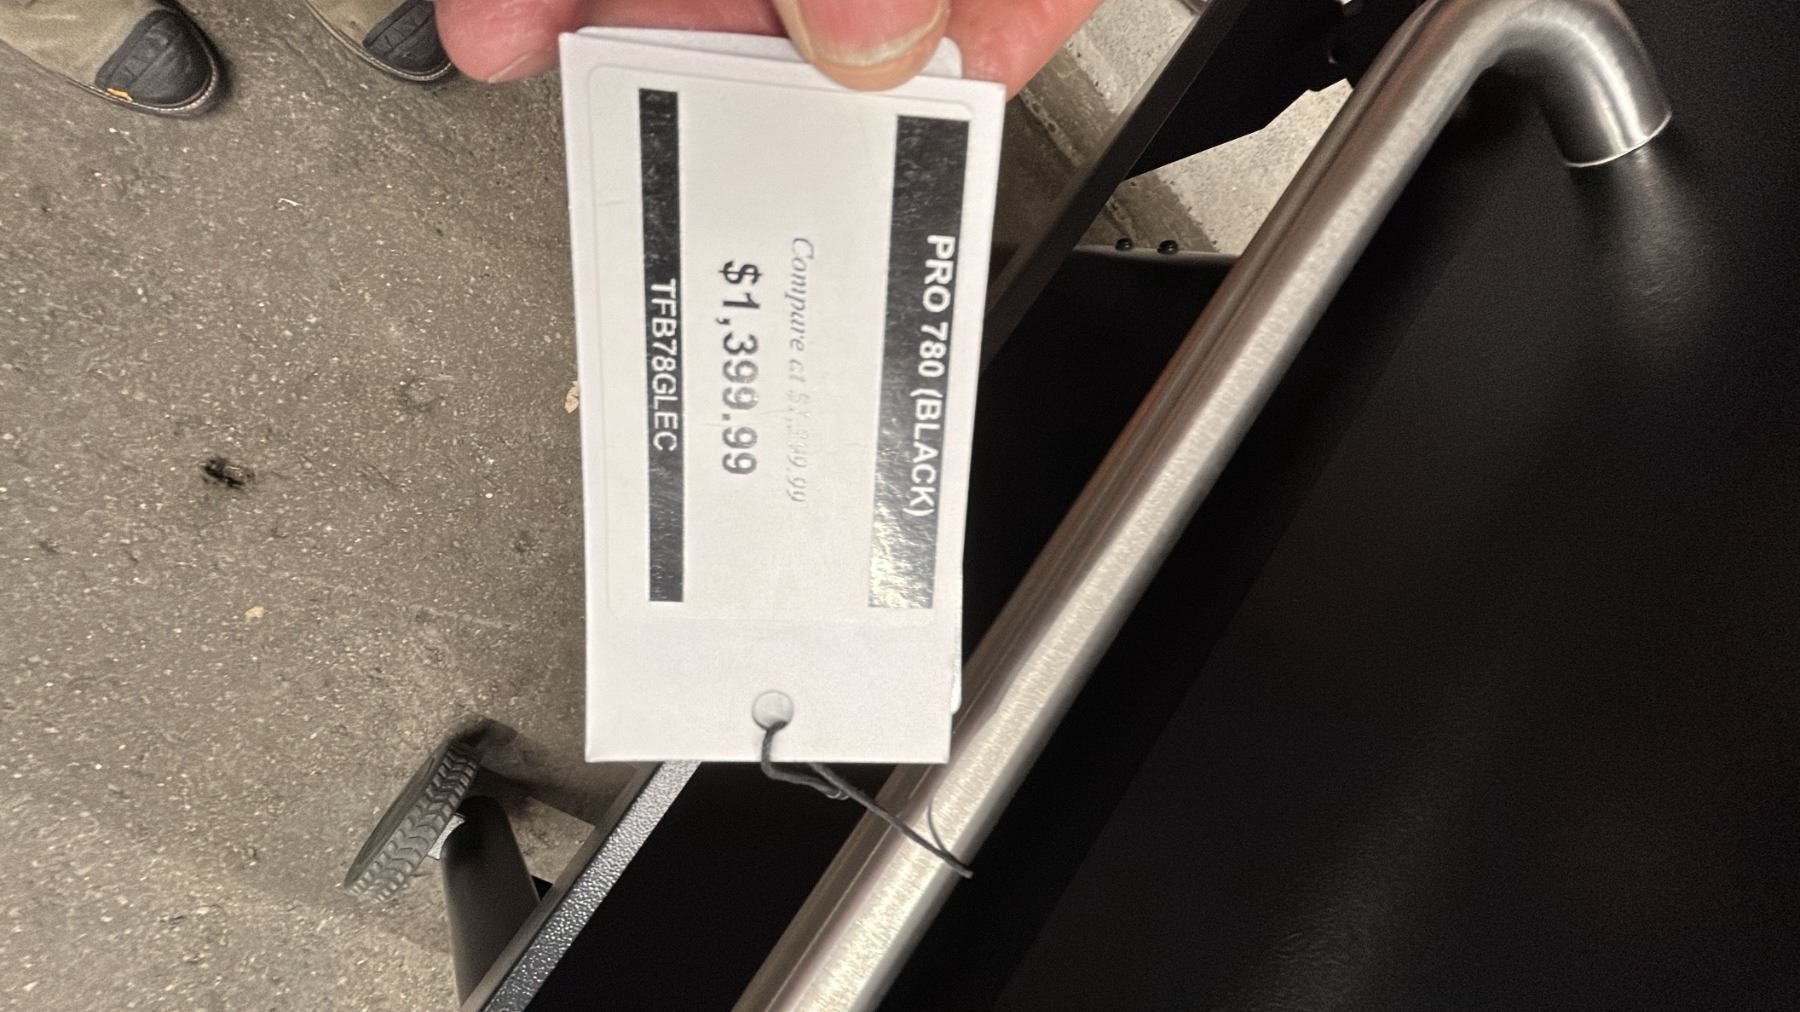 PRO 780 (BLACK)
Compare at
$1,399.99
TFB78GLEC